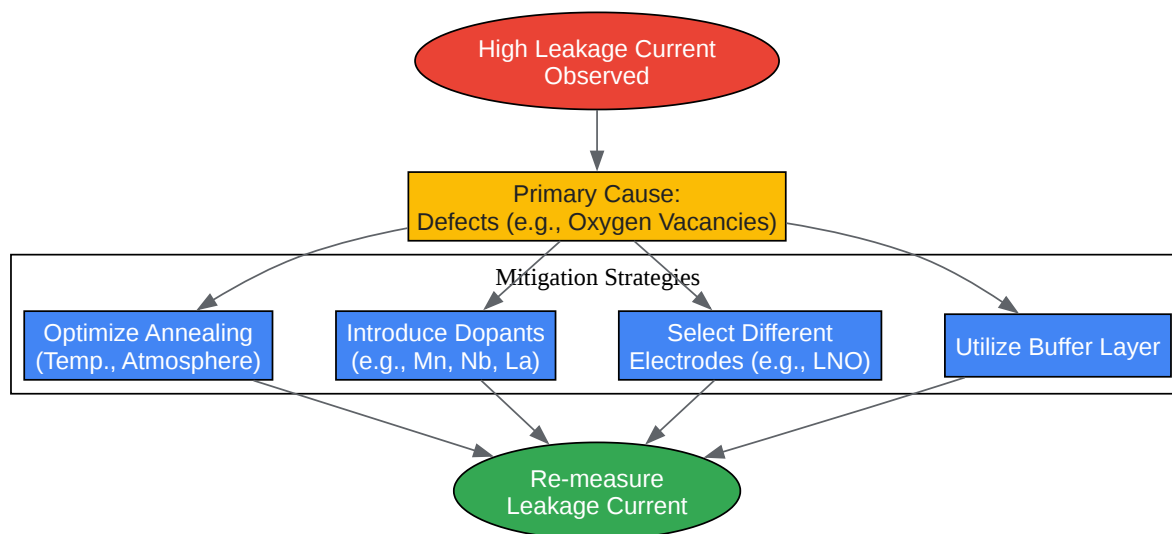 High Leakage Current
Observed
Primary Cause:
Defects (e.g., Oxygen Vacancies)
Mitigation Strategies
Optimize Annealing
(Temp., Atmosphere)
Introduce Dopants
(e.g., Mn, Nb, La)
Select Different
Electrodes (e.g., LNO)
Utilize Buffer Layer
Re-measure
Leakage Current